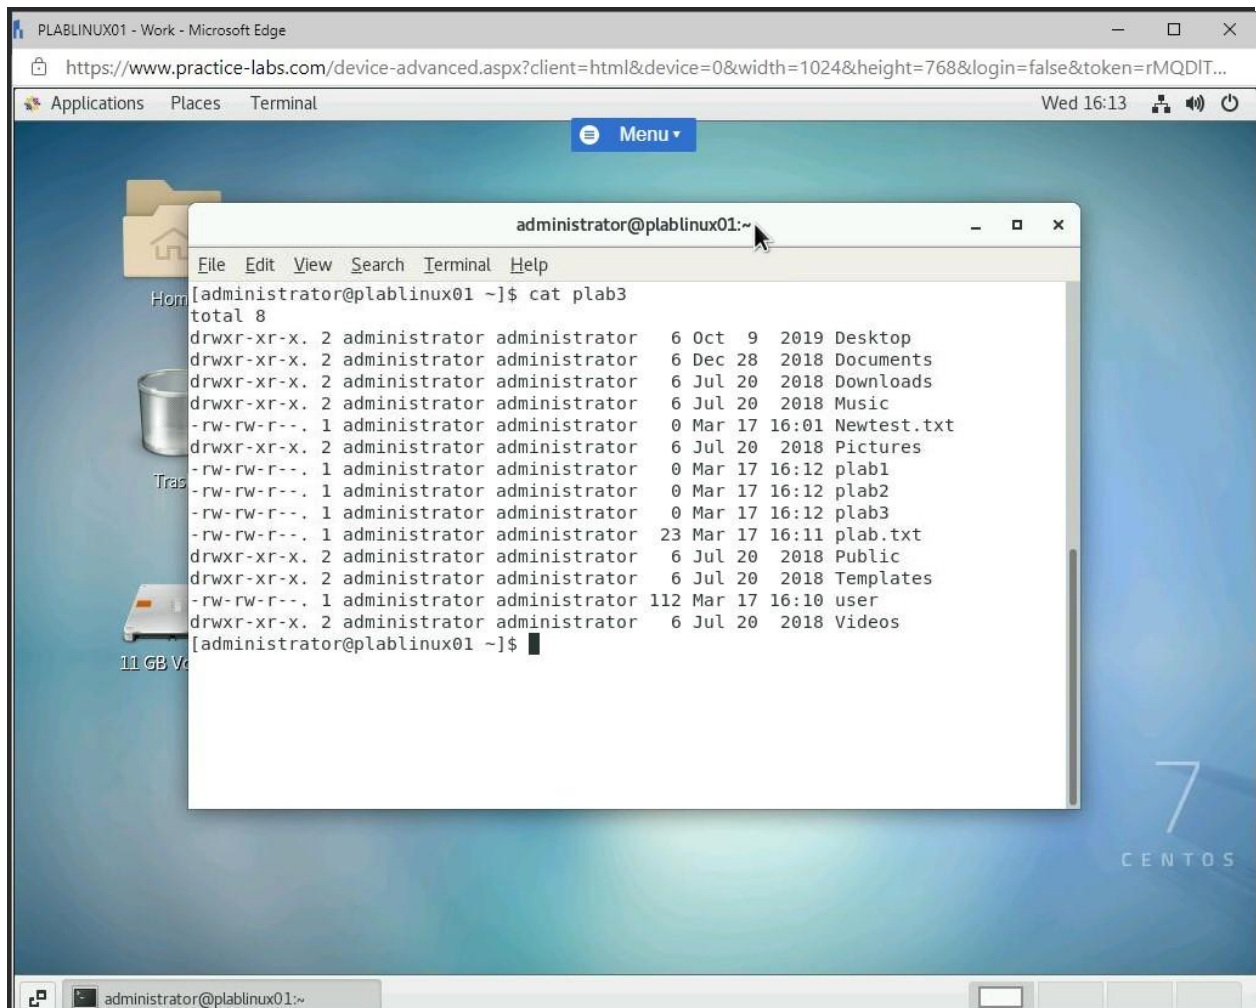 PLABLINUX01 - Work - Microsoft Edge
https://www.practice-labs.com/device-advanced.aspx?client=html&device=0&width=1024&height=768&login=false&token=rMQDlT...
Applications Places Terminal Wed 16:13
Menu
administrator@plablinux01:~
File Edit View Search Terminal Help
[administrator@plablinux01 ~]$ cat plab3
total 8
drwxr-xr-x. 2 administrator administrator   6 Oct  9  2019 Desktop
drwxr-xr-x. 2 administrator administrator   6 Dec 28  2018 Documents
drwxr-xr-x. 2 administrator administrator   6 Jul 20  2018 Downloads
drwxr-xr-x. 2 administrator administrator   6 Jul 20  2018 Music
-rw-rw-r--. 1 administrator administrator   0 Mar 17 16:01 Newtest.txt
drwxr-xr-x. 2 administrator administrator   6 Jul 20  2018 Pictures
-rw-rw-r--. 1 administrator administrator   0 Mar 17 16:12 plab1
-rw-rw-r--. 1 administrator administrator   0 Mar 17 16:12 plab2
-rw-rw-r--. 1 administrator administrator   0 Mar 17 16:12 plab3
-rw-rw-r--. 1 administrator administrator  23 Mar 17 16:11 plab.txt
drwxr-xr-x. 2 administrator administrator   6 Jul 20  2018 Public
drwxr-xr-x. 2 administrator administrator   6 Jul 20  2018 Templates
-rw-rw-r--. 1 administrator administrator 112 Mar 17 16:10 user
drwxr-xr-x. 2 administrator administrator   6 Jul 20  2018 Videos
[administrator@plablinux01 ~]$
Hom
Tras
11 GB Vo
7
CENTOS
administrator@plablinux01:~